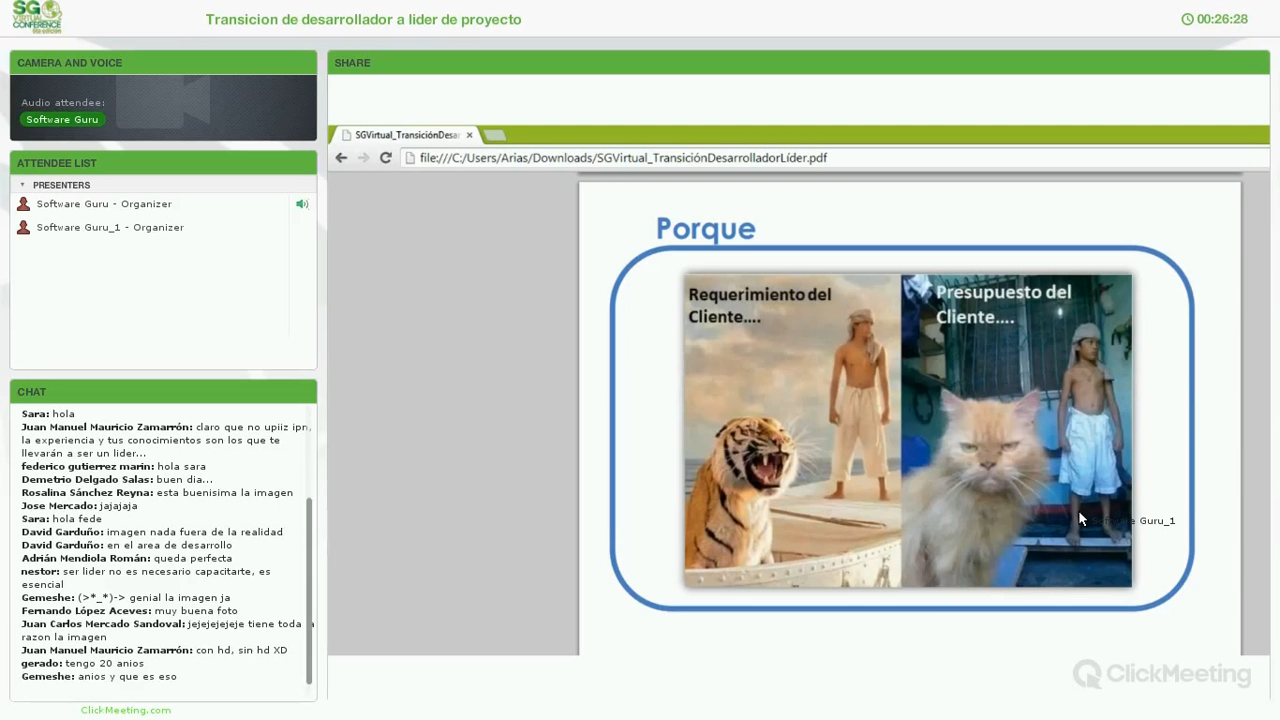 SG
VIRTUAL
CONFERENCE
Transicion de desarrollador a lider de proyecto
00:26:28
CAMERA AND VOICE
SHARE
Audio attendee:
Software Guru
ATTENDEE LIST
PRESENTERS
Software Guru - Organizer
Software Guru_1 - Organizer
SGVirtual_TransiciónDesar
file:///C:/Users/Arias/Downloads/SGVirtual_TransiciónDesarrolladorLíder.pdf
Porque
Requerimiento del
Cliente....
Presupuesto del
Cliente....
Guru_1
CHAT
Sara: hola
Juan Manuel Mauricio Zamarrón: claro que no upiiz ipn,
la experiencia y tus conocimientos son los que te
llevarán a ser un lider...
federico gutierrez marin: hola sara
Demetrio Delgado Salas: buen dia...
Rosalina Sánchez Reyna: esta buenisima la imagen
Jose Mercado: jajajaja
Sara: hola fede
David Garduño: imagen nada fuera de la realidad
David Garduño: en el area de desarrollo
Adrián Mendiola Román: queda perfecta
nestor: ser lider no es necesario capacitarte, es
esencial
Gemeshe: (>*_*)-> genial la imagen ja
Fernando López Aceves: muy buena foto
Juan Carlos Mercado Sandoval: jejejejejeje tiene toda
razon la imagen
Juan Manuel Mauricio Zamarrón: con hd, sin hd XD
gerado: tengo 20 anios
Gemeshe: anios y que es eso
ClickMeeting.com
ClickMeeting